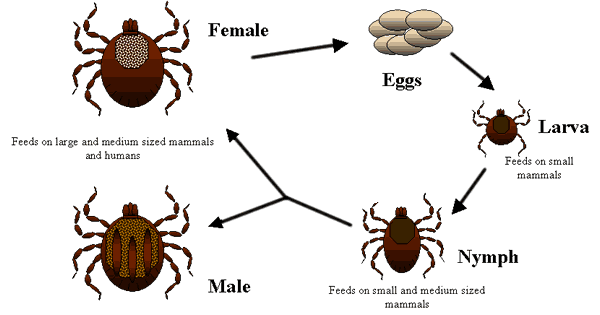 Female
Eggs
Larva
Feeds on small
mammals
Feeds on large and medium sized mammals
and humans
Nymph
Feeds on small and medium sized
mammals
Male